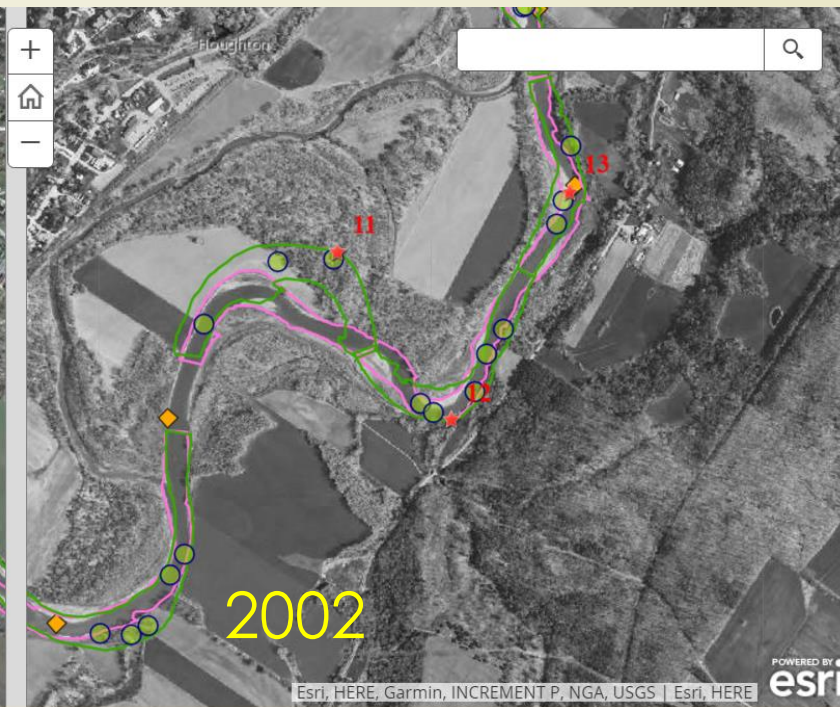 +
Houghton
−
13
11
12
2002
Esri, HERE, Garmin, INCREMENT P, NGA, USGS | Esri, HERE
POWERED BY
esri